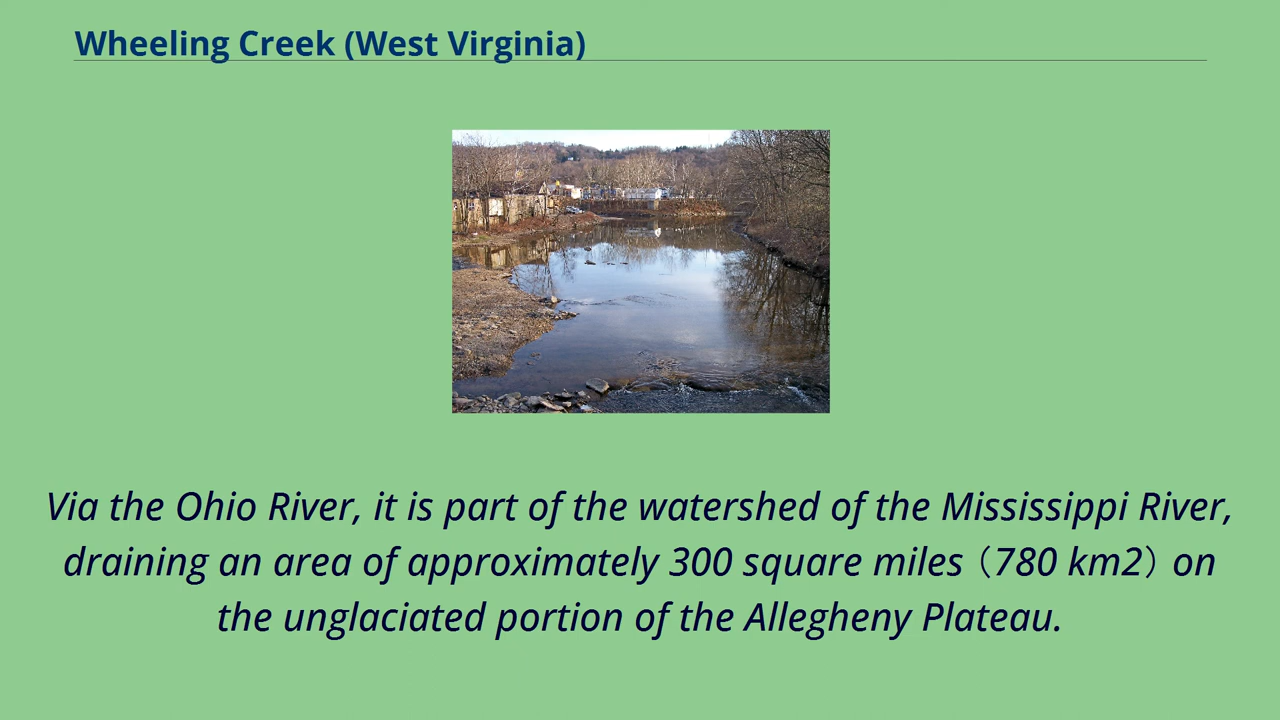 Wheeling Creek (West Virginia)
Via the Ohio River, it is part of the watershed of the Mississippi River,
draining an area of approximately 300 square miles（780 km2）on
the unglaciated portion of the Allegheny Plateau.